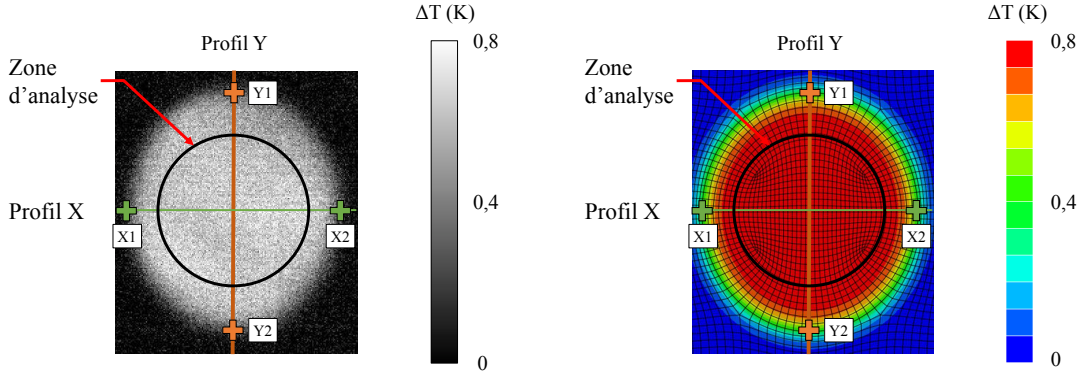 ΔT (K)
0,8
Profil Y
Zone
d'analyse
Y1
0,4
Profil X
X1
X2
Y2
0
ΔT (K)
0,8
Profil Y
Zone
d'analyse
Y1
0,4
Profil X
X1
X2
Y2
0